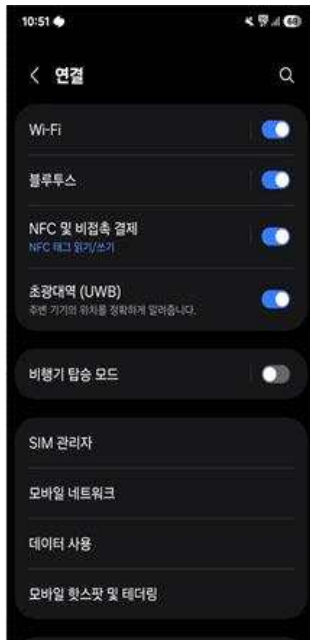 10:51
68
연결
Wi-Fi
블루투스
NFC 및 비접촉 결제
NFC 태그 읽기/쓰기
초광대역 (UWB)
주변 기기의 위치를 정확하게 알려줍니다.
비행기 탑승 모드
SIM 관리자
모바일 네트워크
데이터 사용
모바일 핫스팟 및 테더링